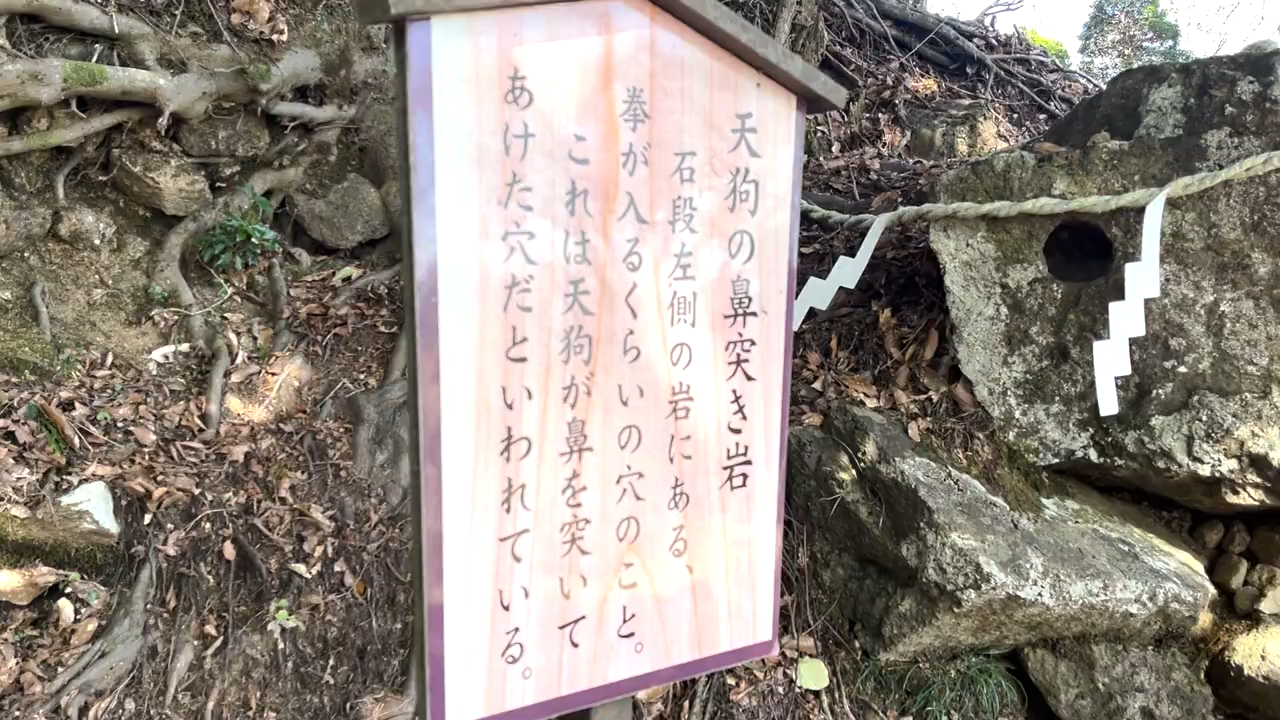 天狗の鼻突き岩
石段左側の岩にある、
拳が入るくらいの穴のこと。
これは天狗が鼻を突いて
あけた穴だといわれている。